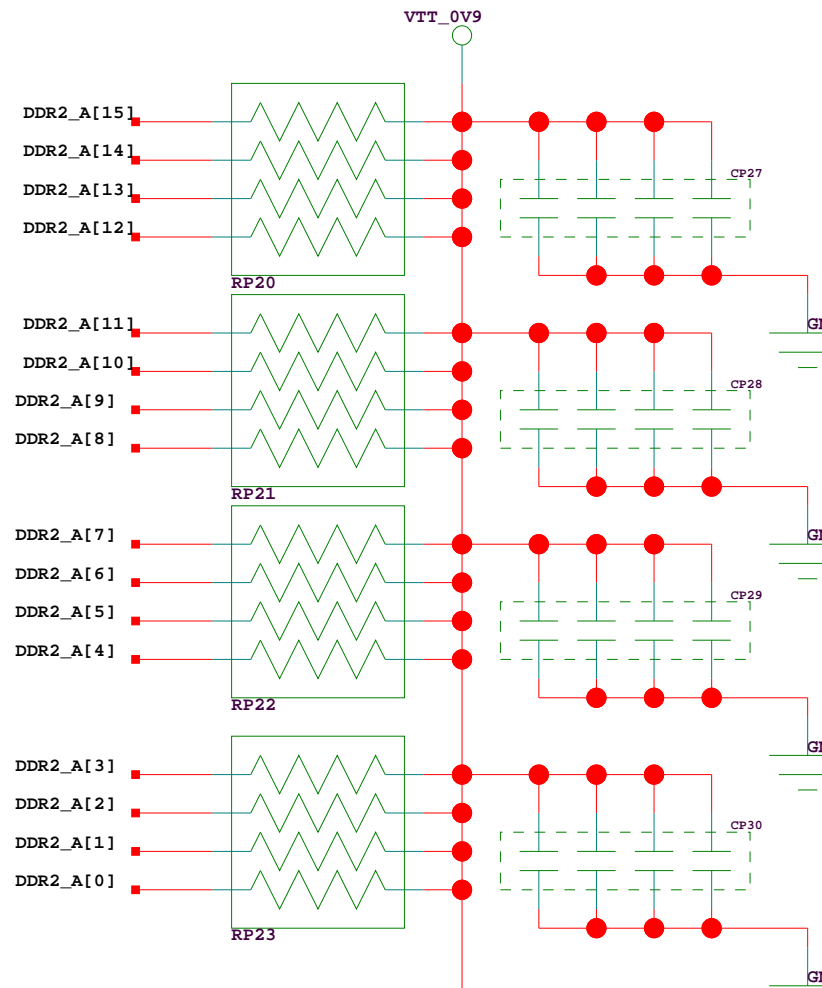 VTT_0V9
DDR2_A[15]
DDR2_A[14]
CP27
DDR2_A[13]
DDR2_A[12]
RP20
DDR2_A[11]
DDR2_A[10]
CP28
DDR2_A[9]
DDR2_A[8]
RP21
DDR2_A[7]
DDR2_A[6]
CP29
DDR2_A[5]
DDR2_A[4]
RP22
DDR2_A[3]
DDR2_A[2]
CP30
DDR2_A[1]
DDR2_A[0]
RP23